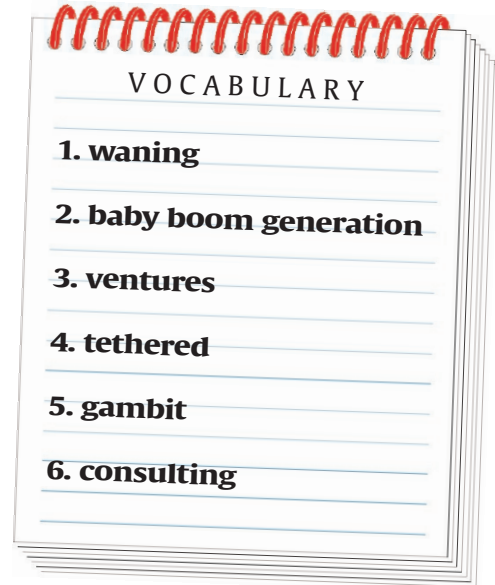 VOCABULARY
1. waning
2. baby boom generation
3. ventures
4. tethered
5. gambit
6. consulting